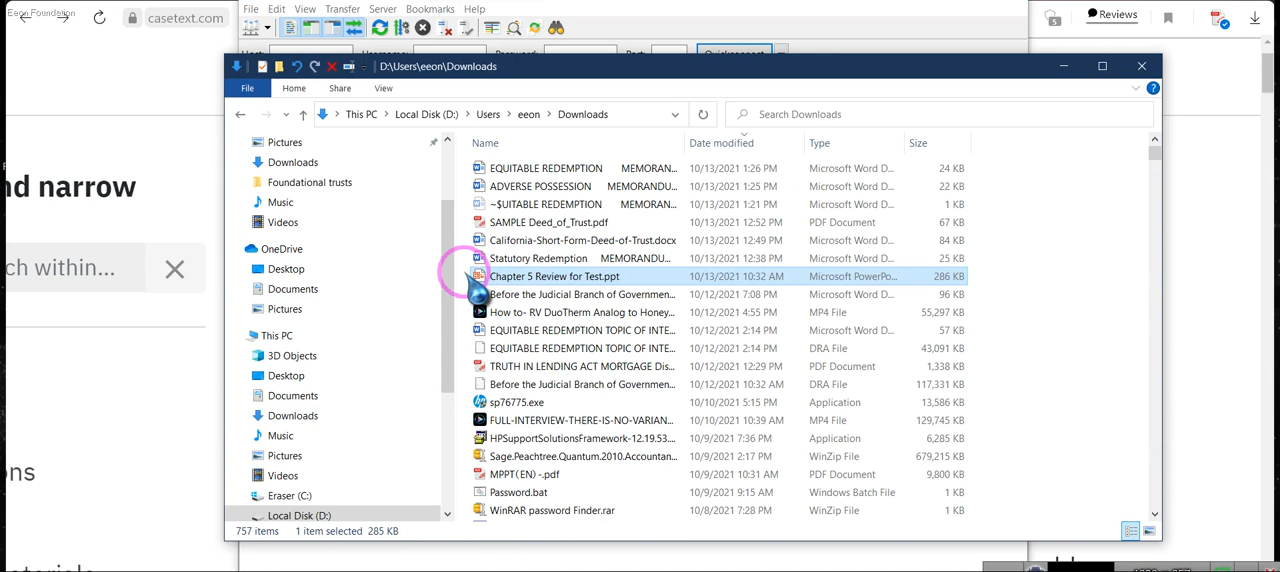 Eeon Foundation
casetext.com
File Edit View Transfer Server Bookmarks Help
Reviews
D:\Users\eeon\Downloads
File Home Share View
This PC > Local Disk (D:) > Users > eeon > Downloads
Search Downloads
Name Date modified Type Size
EQUITABLE REDEMPTION MEMORAN... 10/13/2021 1:26 PM Microsoft Word D... 24 KB
ADVERSE POSSESSION MEMORANDU... 10/13/2021 1:25 PM Microsoft Word D... 22 KB
~$UITABLE REDEMPTION MEMORAN... 10/13/2021 1:21 PM Microsoft Word D... 1 KB
SAMPLE Deed_of_Trust.pdf 10/13/2021 12:52 PM PDF Document 67 KB
California-Short-Form-Deed-of-Trust.docx 10/13/2021 12:49 PM Microsoft Word D... 84 KB
Statutory Redemption MEMORANDU... 10/13/2021 12:38 PM Microsoft Word D... 25 KB
Chapter 5 Review for Test.ppt 10/13/2021 10:32 AM Microsoft PowerPo... 286 KB
Before the Judicial Branch of Governmen... 10/12/2021 7:08 PM Microsoft Word D... 96 KB
How to- RV DuoTherm Analog to Honey... 10/12/2021 4:55 PM MP4 File 55,297 KB
EQUITABLE REDEMPTION TOPIC OF INTE... 10/12/2021 2:14 PM Microsoft Word D... 57 KB
EQUITABLE REDEMPTION TOPIC OF INTE... 10/12/2021 2:14 PM DRA File 43,091 KB
TRUTH IN LENDING ACT MORTGAGE Dis... 10/12/2021 12:29 PM PDF Document 1,338 KB
Before the Judicial Branch of Governmen... 10/12/2021 10:32 AM DRA File 117,331 KB
sp76775.exe 10/10/2021 5:15 PM Application 13,586 KB
FULL-INTERVIEW-THERE-IS-NO-VARIAN... 10/10/2021 10:39 AM MP4 File 129,745 KB
HPSupportSolutionsFramework-12.19.53.... 10/9/2021 7:36 PM Application 6,285 KB
Sage.Peachtree.Quantum.2010.Accountan... 10/9/2021 2:17 PM WinZip File 679,215 KB
MPPT(EN)-.pdf 10/9/2021 10:31 AM PDF Document 9,800 KB
Password.bat 10/9/2021 9:15 AM Windows Batch File 1 KB
WinRAR password Finder.rar 10/8/2021 7:28 PM WinZip File 1,014 KB
Pictures
Downloads
Foundational trusts
Music
Videos
OneDrive
Desktop
Documents
Pictures
This PC
3D Objects
Desktop
Documents
Downloads
Music
Pictures
Videos
Eraser (C:)
Local Disk (D:)
757 items 1 item selected 285 KB
nd narrow
ch within...
ons